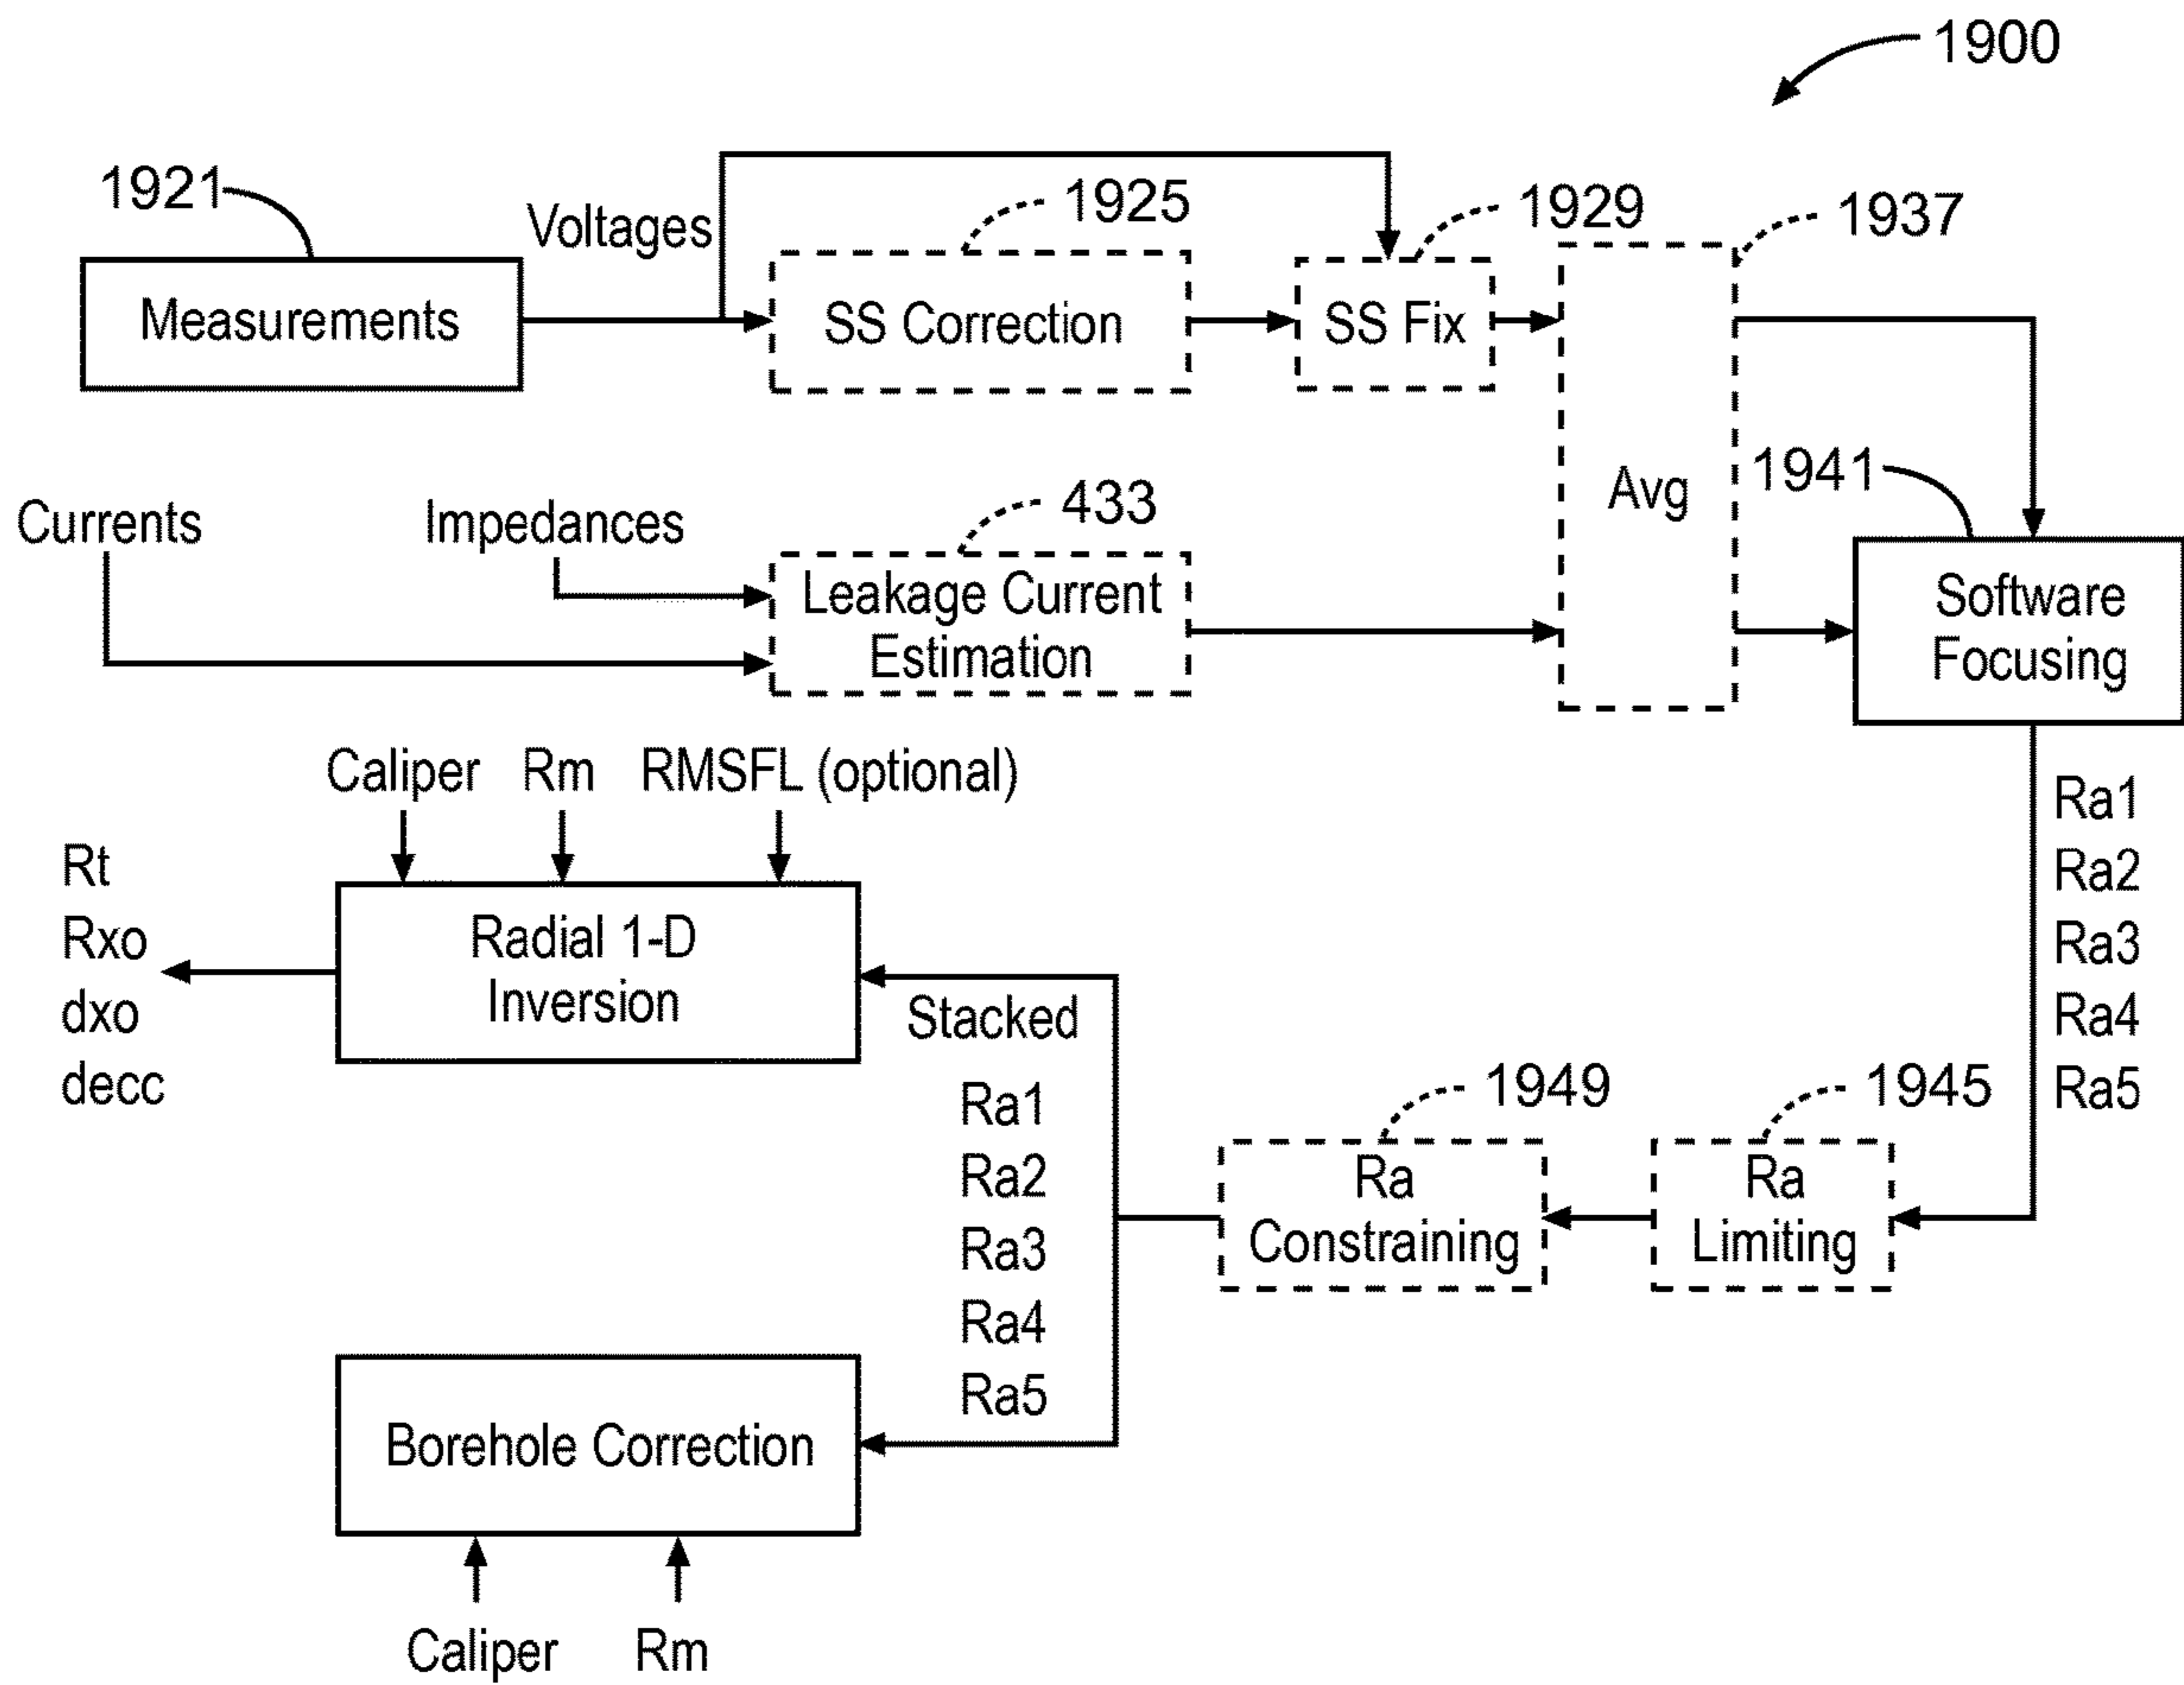 1900
1921
Voltages
1925
1929
1937
Measurements
SS Correction
SS Fix
Avg
1941
Currents
Impedances
433
Leakage Current
Estimation
Software
Focusing
Caliper
Rm
RMSFL (optional)
Ra1
Ra2
Ra3
Ra4
Ra5
Rt
Rxo
dxo
decc
Radial 1-D
Inversion
Stacked
Ra1
Ra2
Ra3
Ra4
Ra5
1949
1945
Ra
Constraining
Ra
Limiting
Borehole Correction
Caliper
Rm